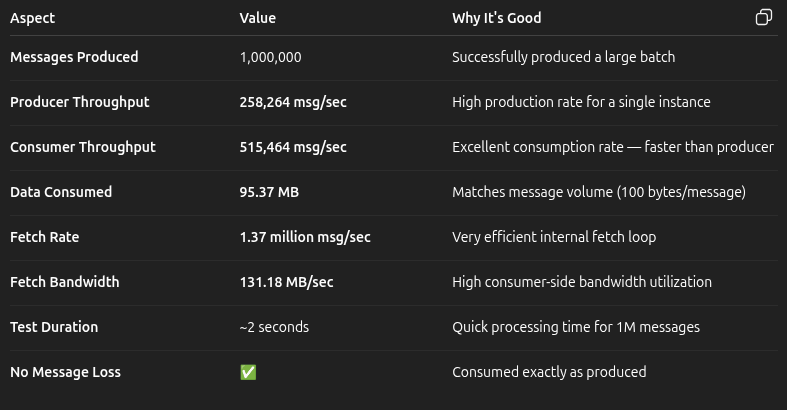 Aspect Value Why It's Good
Messages Produced 1,000,000 Successfully produced a large batch
Producer Throughput 258,264 msg/sec High production rate for a single instance
Consumer Throughput 515,464 msg/sec Excellent consumption rate — faster than producer
Data Consumed 95.37 MB Matches message volume (100 bytes/message)
Fetch Rate 1.37 million msg/sec Very efficient internal fetch loop
Fetch Bandwidth 131.18 MB/sec High consumer-side bandwidth utilization
Test Duration ~2 seconds Quick processing time for 1M messages
No Message Loss ✅ Consumed exactly as produced